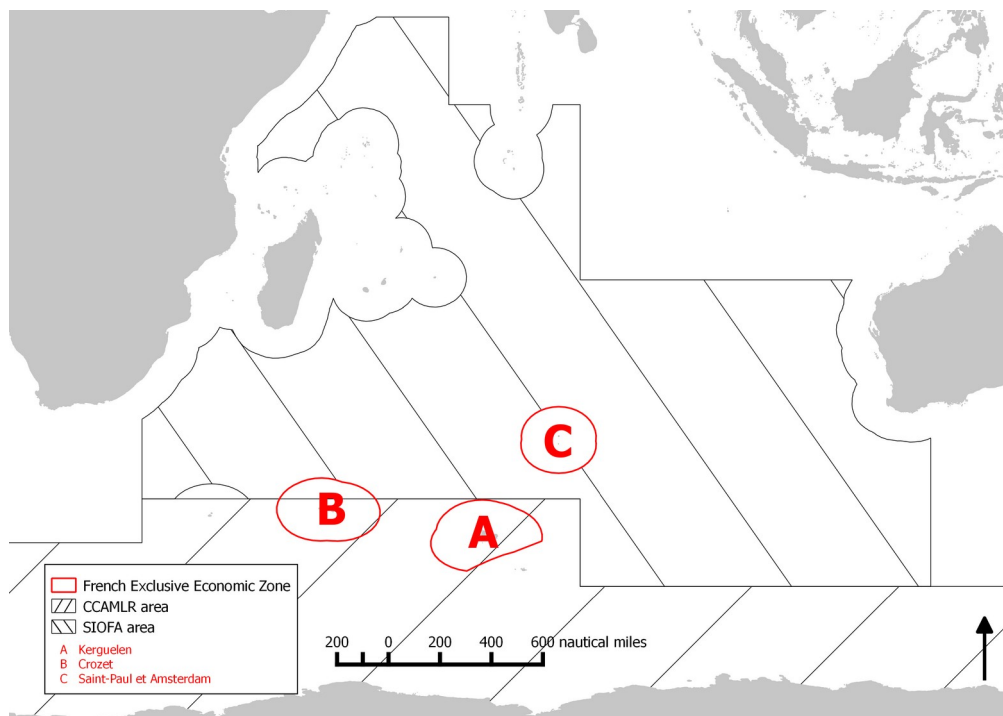 C
B
A
French Exclusive Economic Zone
CCAMLR area
SIOFA area
A Kerguelen
B Crozet
C Saint-Paul et Amsterdam
200 0 200 400 600 nautical miles